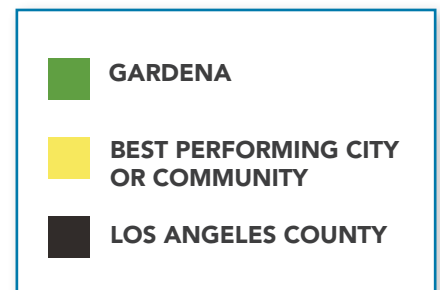 GARDENA
BEST PERFORMING CITY
OR COMMUNITY
LOS ANGELES COUNTY